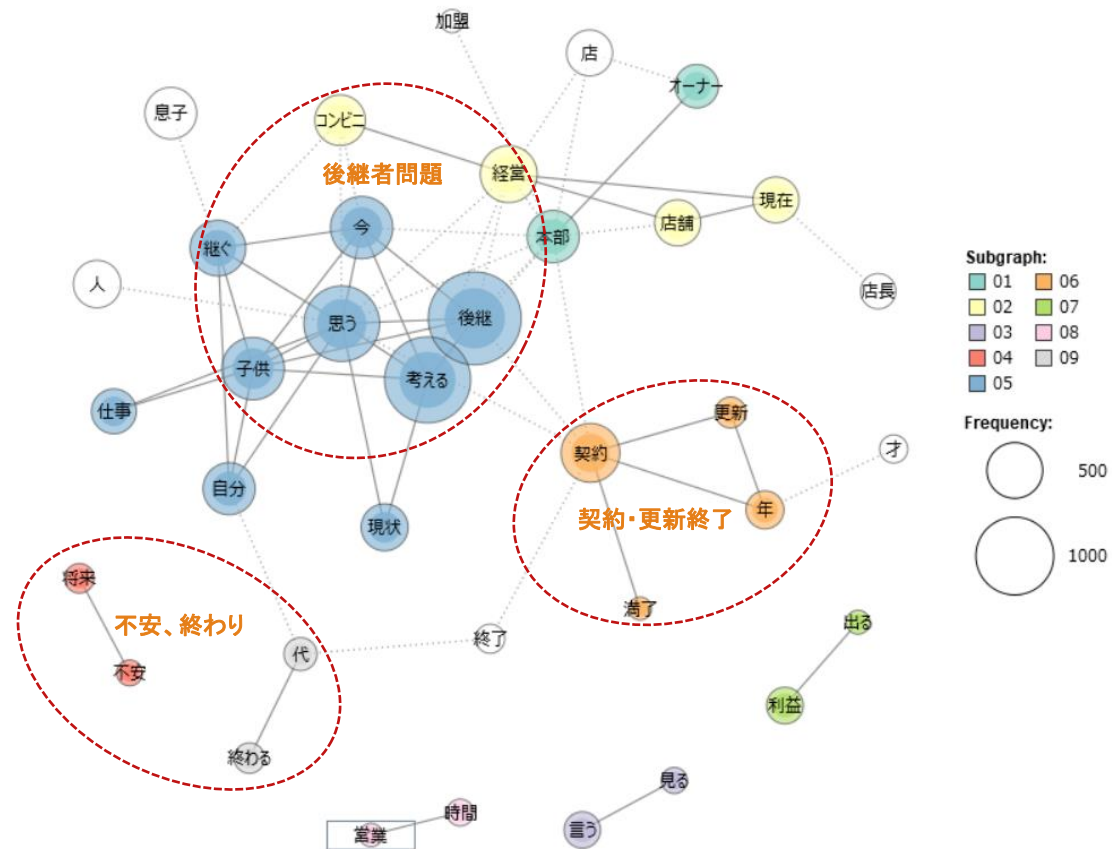 加盟
店
オーナー
息子
コンビニ
後継者問題
経営
現在
店舗
今
本部
継ぐ
人
店長
思う
後継
子供
考える
仕事
更新
契約
才
自分
年
現状
契約・更新終了
将来
満了
不安、終わり
出る
終了
代
不安
利益
終わる
見る
時間
営業
言う
Subgraph:
01 06
02 07
03 08
04 09
05
Frequency:
500
1000